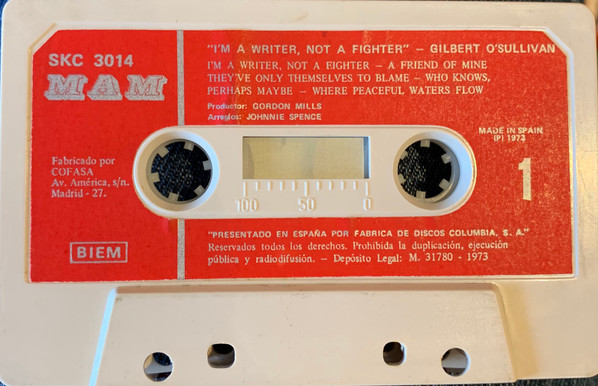 SKC 3014
MAM
"I'M A WRITER, NOT A FIGHTER" — GILBERT O'SULLIVAN
I'M A WRITER, NOT A FIGHTER — A FRIEND OF MINE
THEY'VE ONLY THEMSELVES TO BLAME — WHO KNOWS,
PERHAPS MAYBE — WHERE PEACEFUL WATERS FLOW
Productor: GORDON MILLS
Arreglos: JOHNNIE SPENCE
MADE IN SPAIN
(P) 1973
1
Fabricado por
COFASA
Av. América, s/n.
Madrid - 27.
BIEM
100 50 0
"PRESENTADO EN ESPAÑA POR FABRICA DE DISCOS COLUMBIA, S. A."
Reservados todos los derechos. Prohibida la duplicación, ejecución
pública y radiodifusión. — Depósito Legal: M. 31780 - 1973